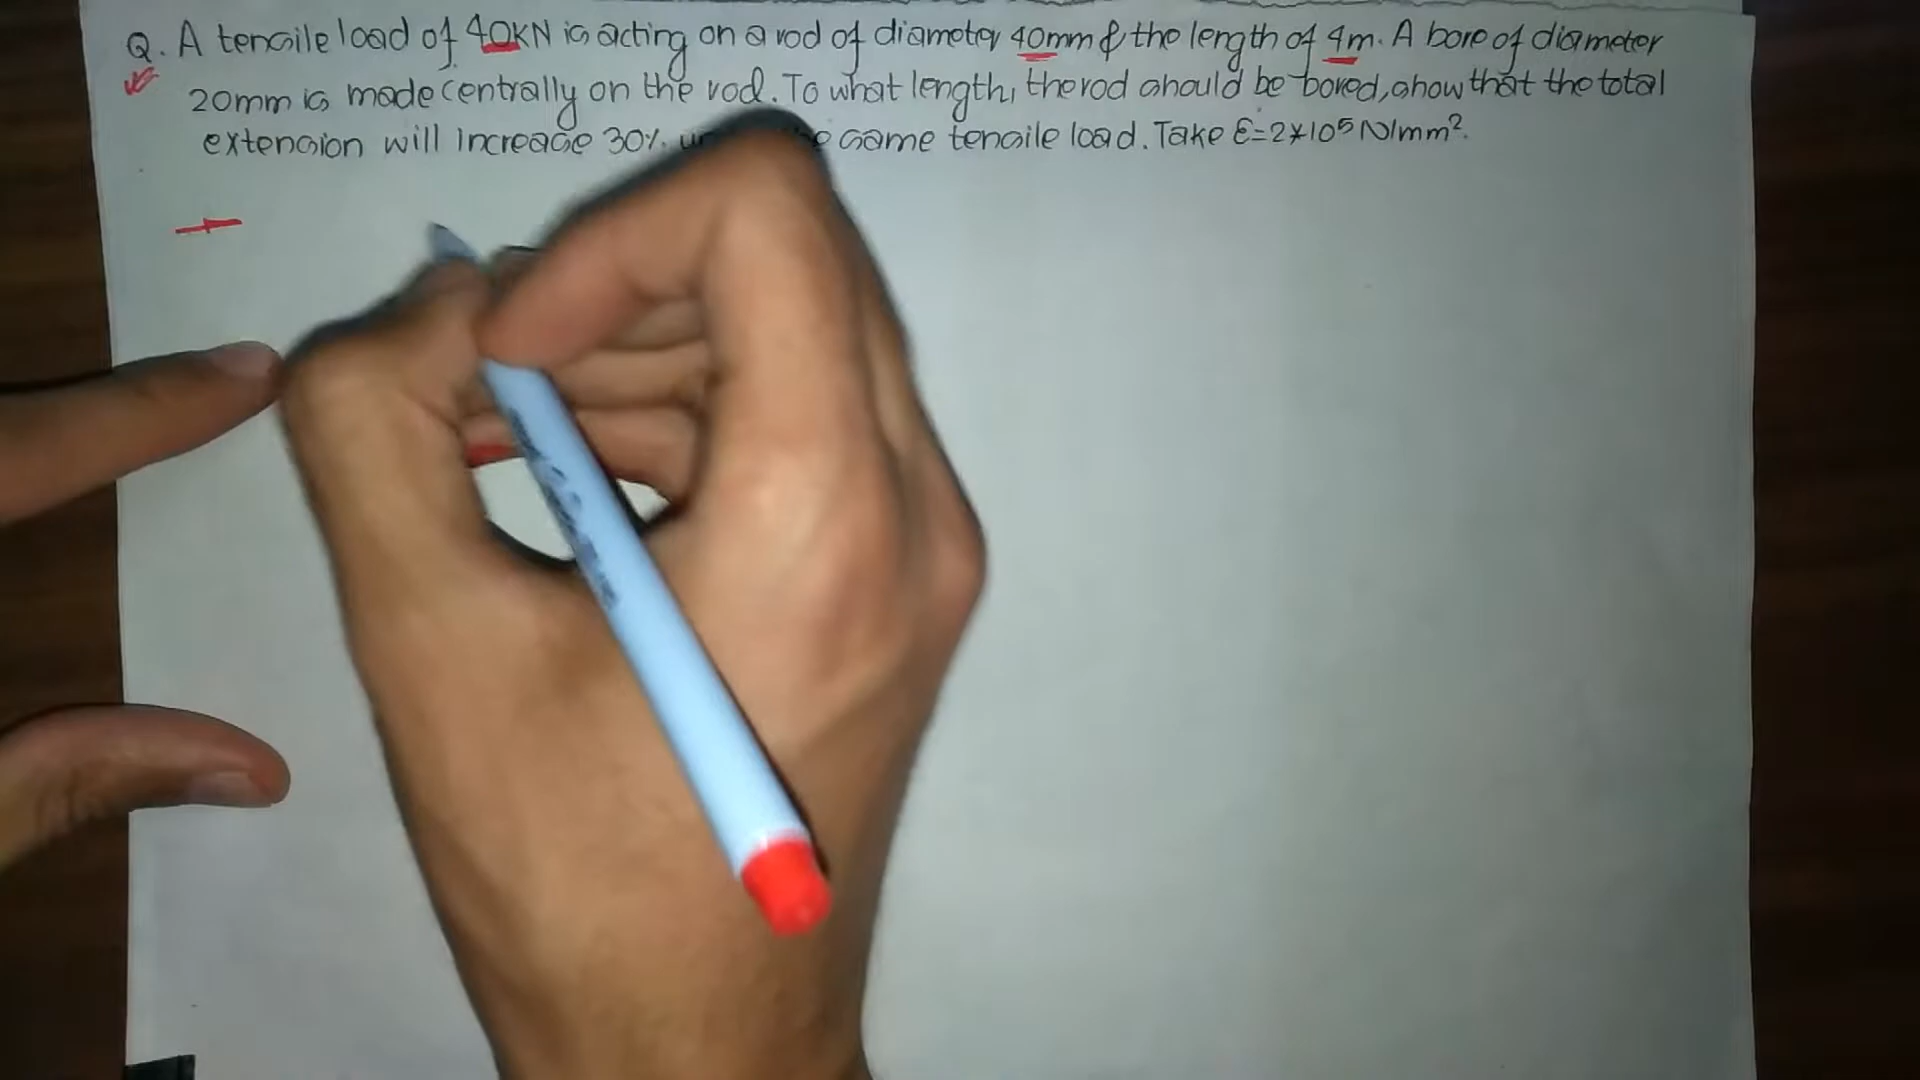 Q. A tensile load of 40KN is acting on a rod of diameter 40mm & the length of 4m. A bore of diameter
20mm is made centrally on the rod. To what length, the rod should be bored, show that the total
extension will increase 30% same tensile load. Take E=2*10⁵ N/mm².